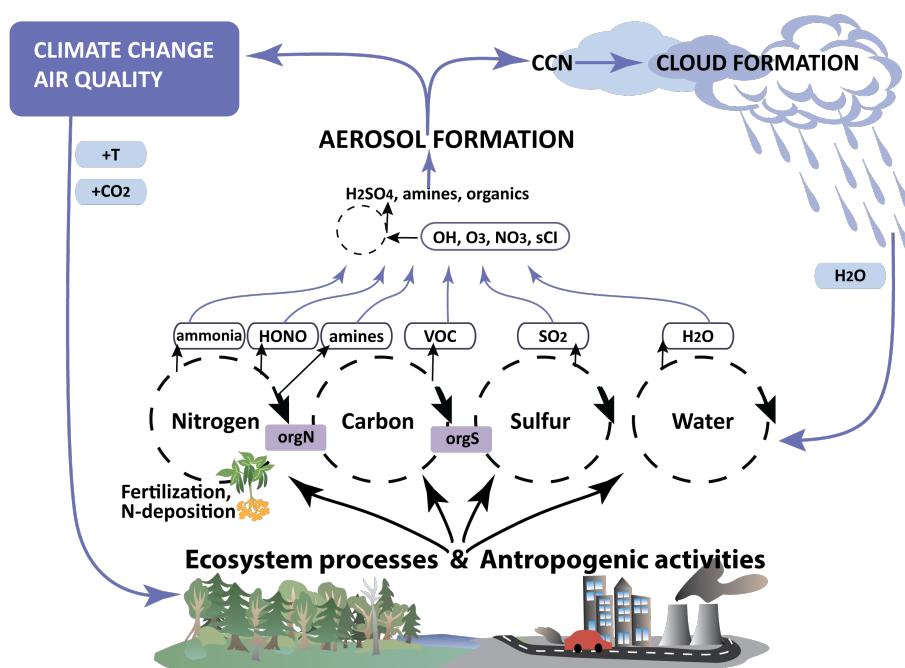 CLIMATE CHANGE
AIR QUALITY
CCN
CLOUD FORMATION
+T
+CO2
AEROSOL FORMATION
H2SO4, amines, organics
OH, O3, NO3, sCI
H2O
ammonia
HONO
amines
VOC
SO2
H2O
Nitrogen
Carbon
Sulfur
Water
orgN
orgS
Fertilization,
N-deposition
Ecosystem processes & Antropogenic activities